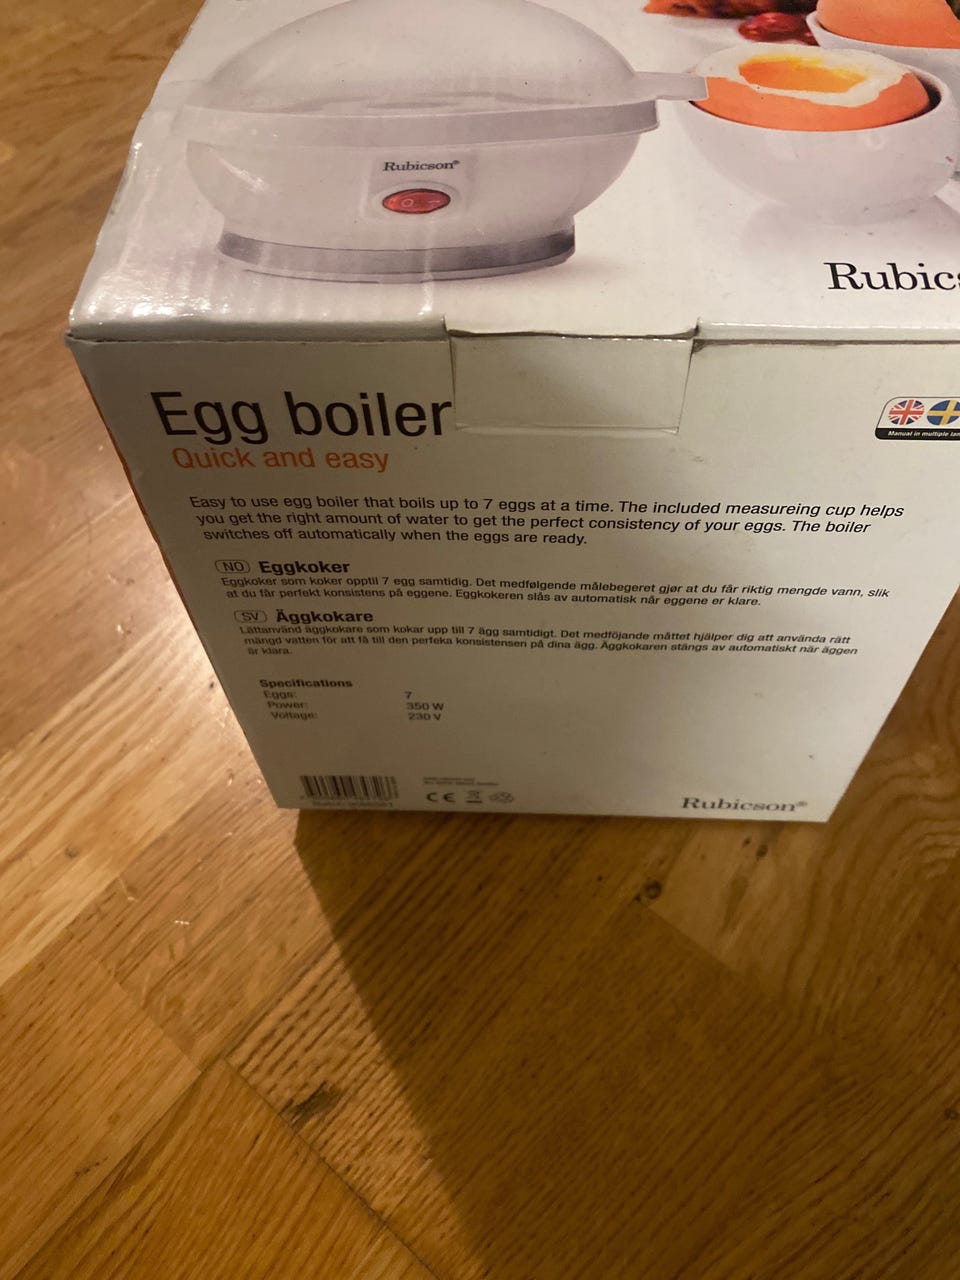 Rubicson®
Rubics
Egg boiler
Quick and easy
Manual in multiple lan
Easy to use egg boiler that boils up to 7 eggs at a time. The included measureing cup helps
you get the right amount of water to get the perfect consistency of your eggs. The boiler
switches off automatically when the eggs are ready.
NO Eggkoker
Eggkoker som koker opptil 7 egg samtidig. Det medfølgende målebegeret gjør at du får riktig mengde vann, slik
at du får perfekt konsistens på eggene. Eggkokeren slås av automatisk når eggene er klare.
SV Äggkokare
Lättanvänd äggkokare som kokar upp till 7 ägg samtidigt. Det medföjande måttet hjälper dig att använda rätt
mängd vatten för att få till den perfeka konsistensen på dina ägg. Äggkokaren stängs av automatiskt när äggen
är klara.
Specifications
Eggs: 7
Power: 350 W
Voltage: 230 V
CE
Rubicson®